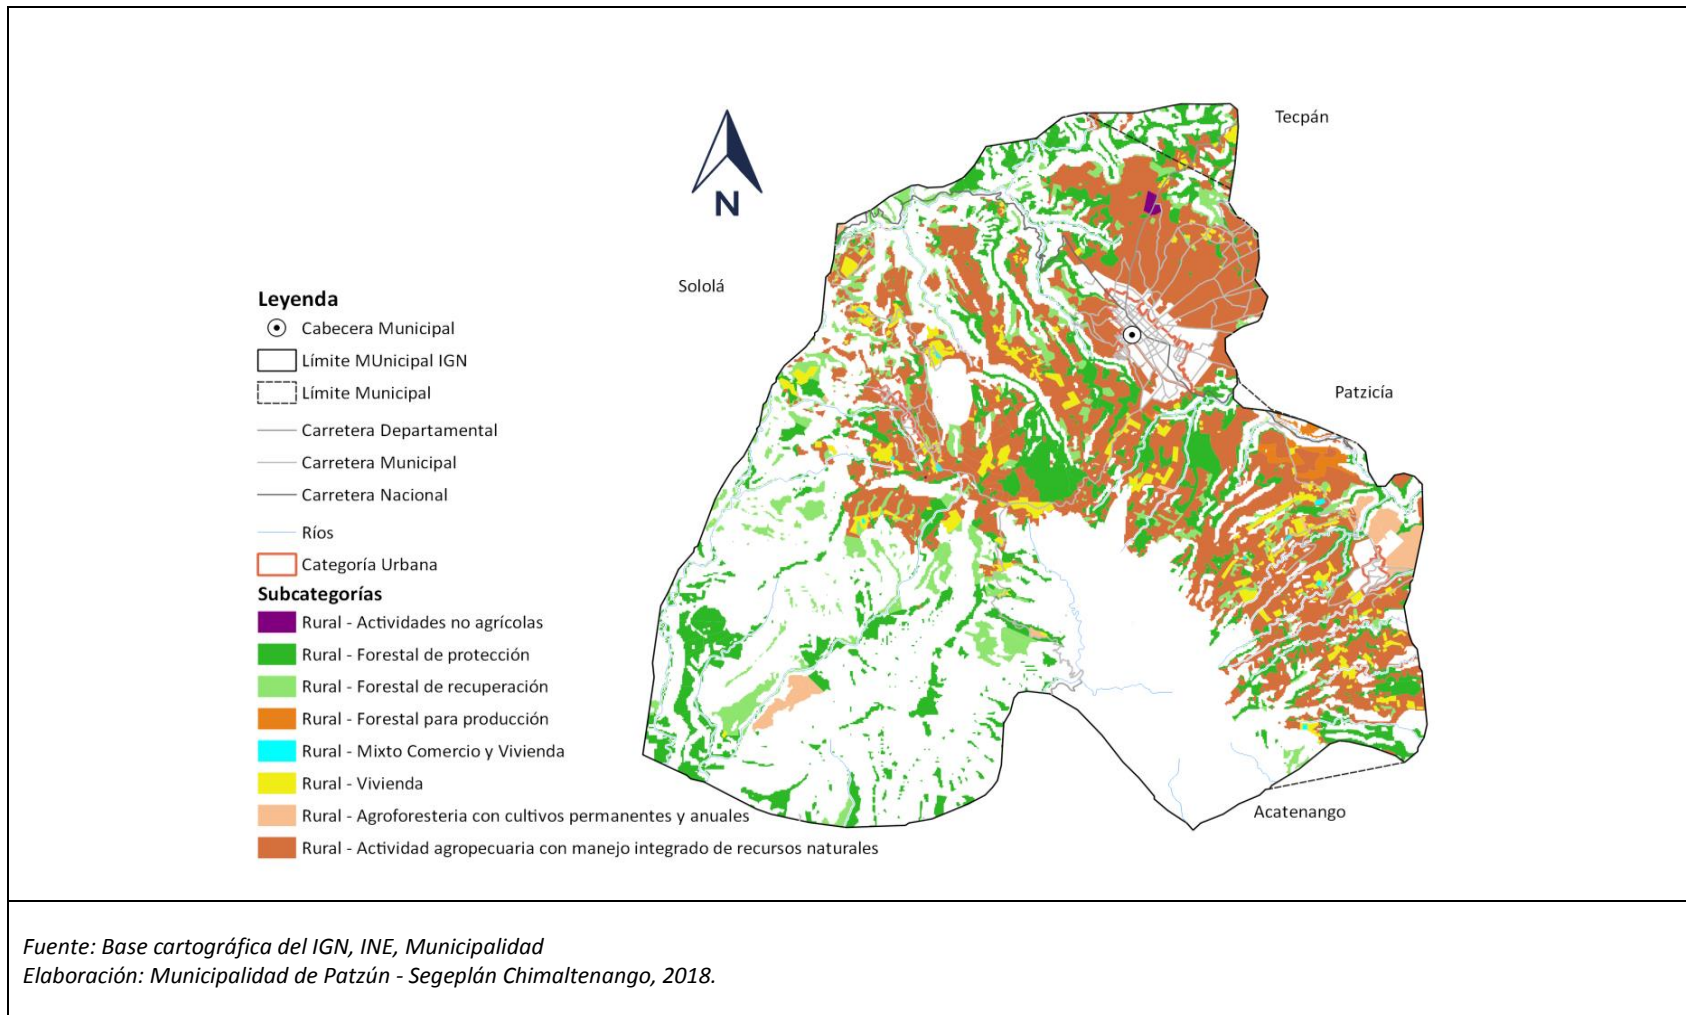 Tecpán
N
Sololá
Leyenda
Cabecera Municipal
Límite MUnicipal IGN
Límite Municipal
Carretera Departamental
Carretera Municipal
Carretera Nacional
Ríos
Categoría Urbana
Subcategorías
Rural - Actividades no agrícolas
Rural - Forestal de protección
Rural - Forestal de recuperación
Rural - Forestal para producción
Rural - Mixto Comercio y Vivienda
Rural - Vivienda
Rural - Agroforesteria con cultivos permanentes y anuales
Rural - Actividad agropecuaria con manejo integrado de recursos naturales
Patzicía
Acatenango
Fuente: Base cartográfica del IGN, INE, Municipalidad
Elaboración: Municipalidad de Patzún - Segeplán Chimaltenango, 2018.